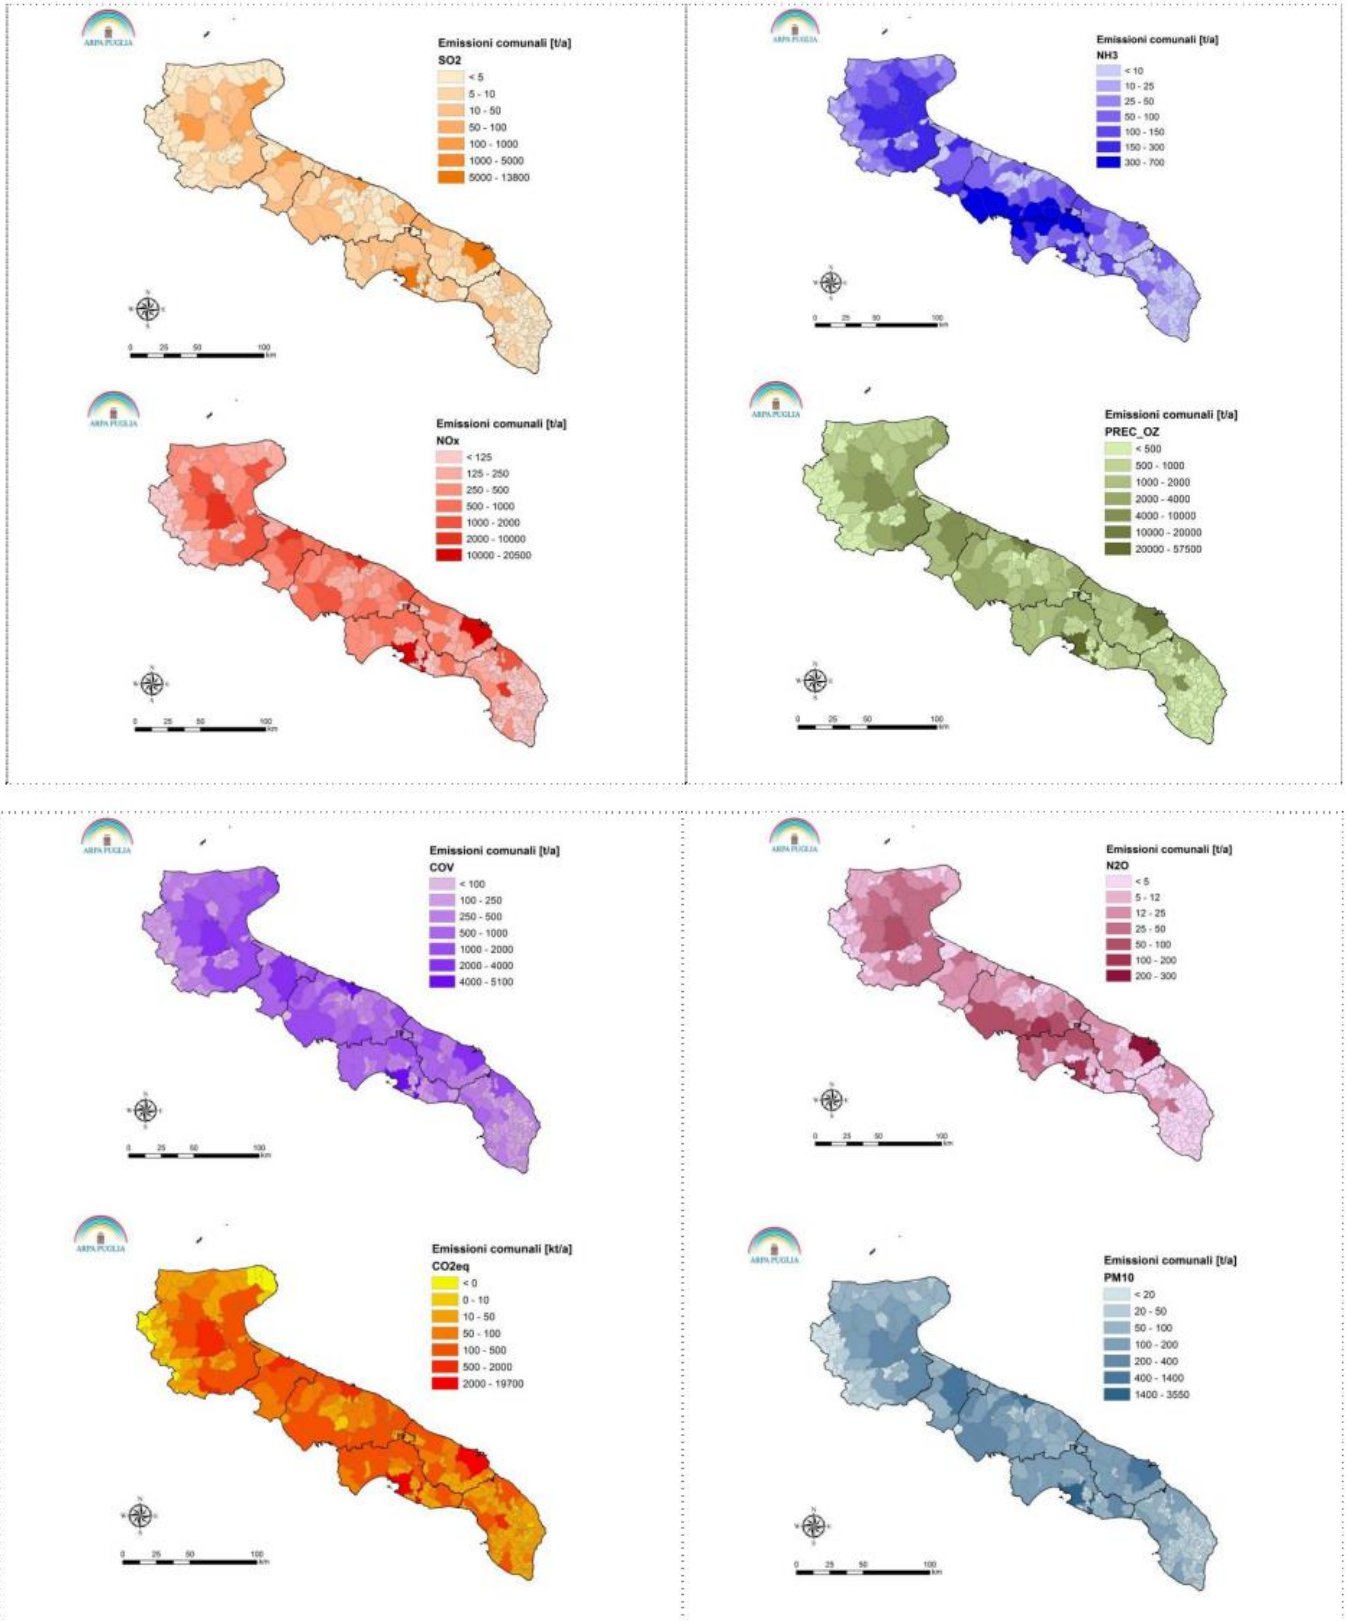 ARPA PUGLIA
Emissioni comunali [t/a]
SO2
< 5
5 - 10
10 - 50
50 - 100
100 - 1000
1000 - 5000
5000 - 13800
N
W E
S
0 25 50 100
km
ARPA PUGLIA
Emissioni comunali [t/a]
NH3
< 10
10 - 25
25 - 50
50 - 100
100 - 150
150 - 300
300 - 700
N
W E
S
0 25 50 100
km
ARPA PUGLIA
Emissioni comunali [t/a]
NOx
< 125
125 - 250
250 - 500
500 - 1000
1000 - 2000
2000 - 10000
10000 - 20500
N
W E
S
0 25 50 100
km
ARPA PUGLIA
Emissioni comunali [t/a]
PREC_OZ
< 500
500 - 1000
1000 - 2000
2000 - 4000
4000 - 10000
10000 - 20000
20000 - 57500
N
W E
S
0 25 50 100
km
ARPA PUGLIA
Emissioni comunali [t/a]
COV
< 100
100 - 250
250 - 500
500 - 1000
1000 - 2000
2000 - 4000
4000 - 5100
N
W E
S
0 25 50 100
km
ARPA PUGLIA
Emissioni comunali [t/a]
N2O
< 5
5 - 12
12 - 25
25 - 50
50 - 100
100 - 200
200 - 300
N
W E
S
0 25 50 100
km
ARPA PUGLIA
Emissioni comunali [kt/a]
CO2eq
< 0
0 - 10
10 - 50
50 - 100
100 - 500
500 - 2000
2000 - 19700
N
W E
S
0 25 50 100
km
ARPA PUGLIA
Emissioni comunali [t/a]
PM10
< 20
20 - 50
50 - 100
100 - 200
200 - 400
400 - 1400
1400 - 3550
N
W E
S
0 25 50 100
km